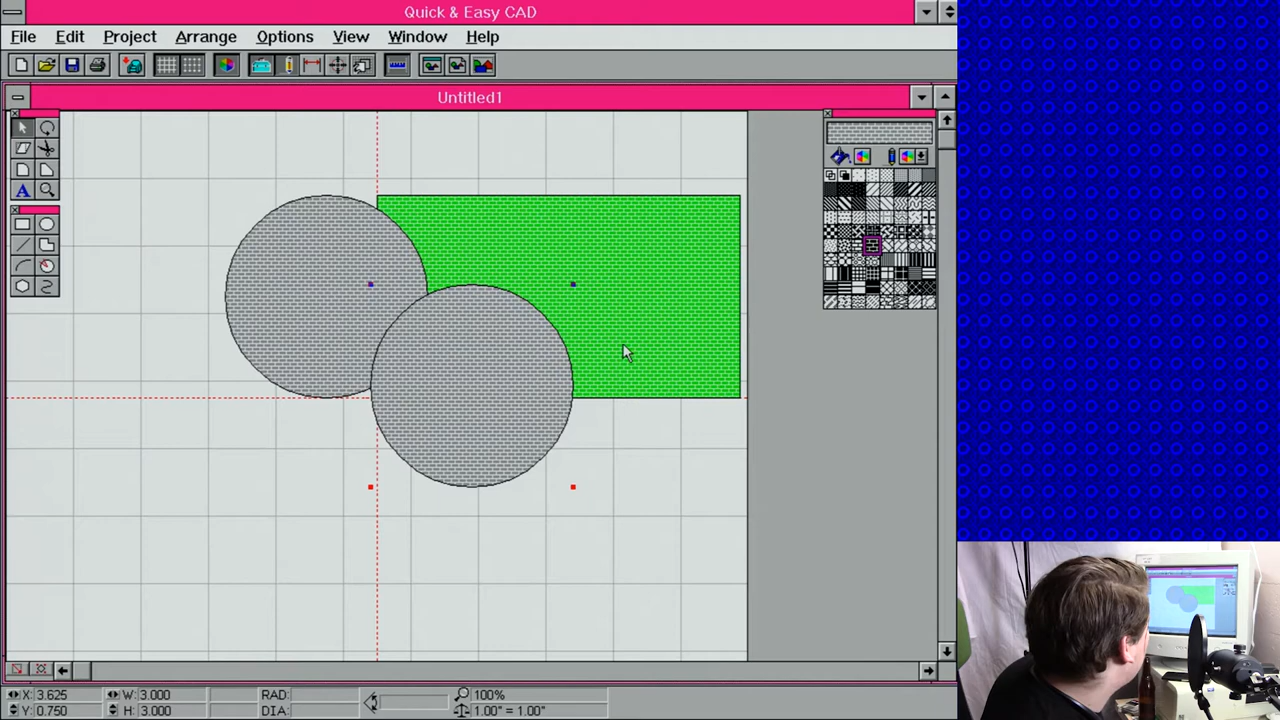 Quick & Easy CAD
File Edit Project Arrange Options View Window Help
Untitled1
A
X: 3.625 W: 3.000 RAD: 100%
Y: 0.750 H: 3.000 DIA: 1.00" = 1.00"